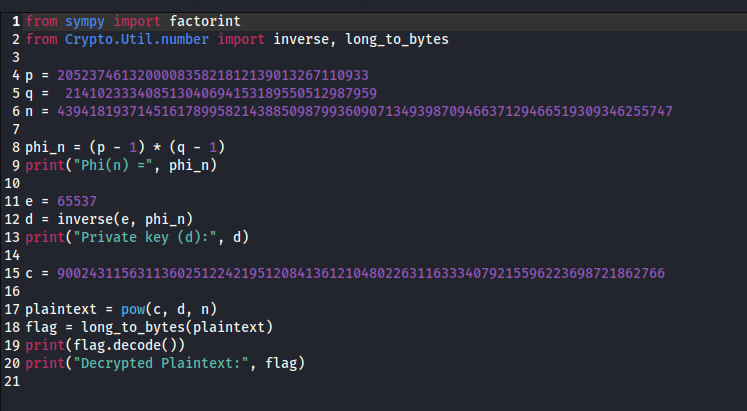 1 from sympy import factorint
2 from Crypto.Util.number import inverse, long_to_bytes
3
4 p = 205237461320000835821812139013267110933
5 q =  214102333408513040694153189550512987959
6 n = 43941819371451617899582143885098799360907134939870946637129466519309346255747
7
8 phi_n = (p - 1) * (q - 1)
9 print("Phi(n) =", phi_n)
10
11 e = 65537
12 d = inverse(e, phi_n)
13 print("Private key (d):", d)
14
15 c = 9002431156311360251224219512084136121048022631163334079215596223698721862766
16
17 plaintext = pow(c, d, n)
18 flag = long_to_bytes(plaintext)
19 print(flag.decode())
20 print("Decrypted Plaintext:", flag)
21